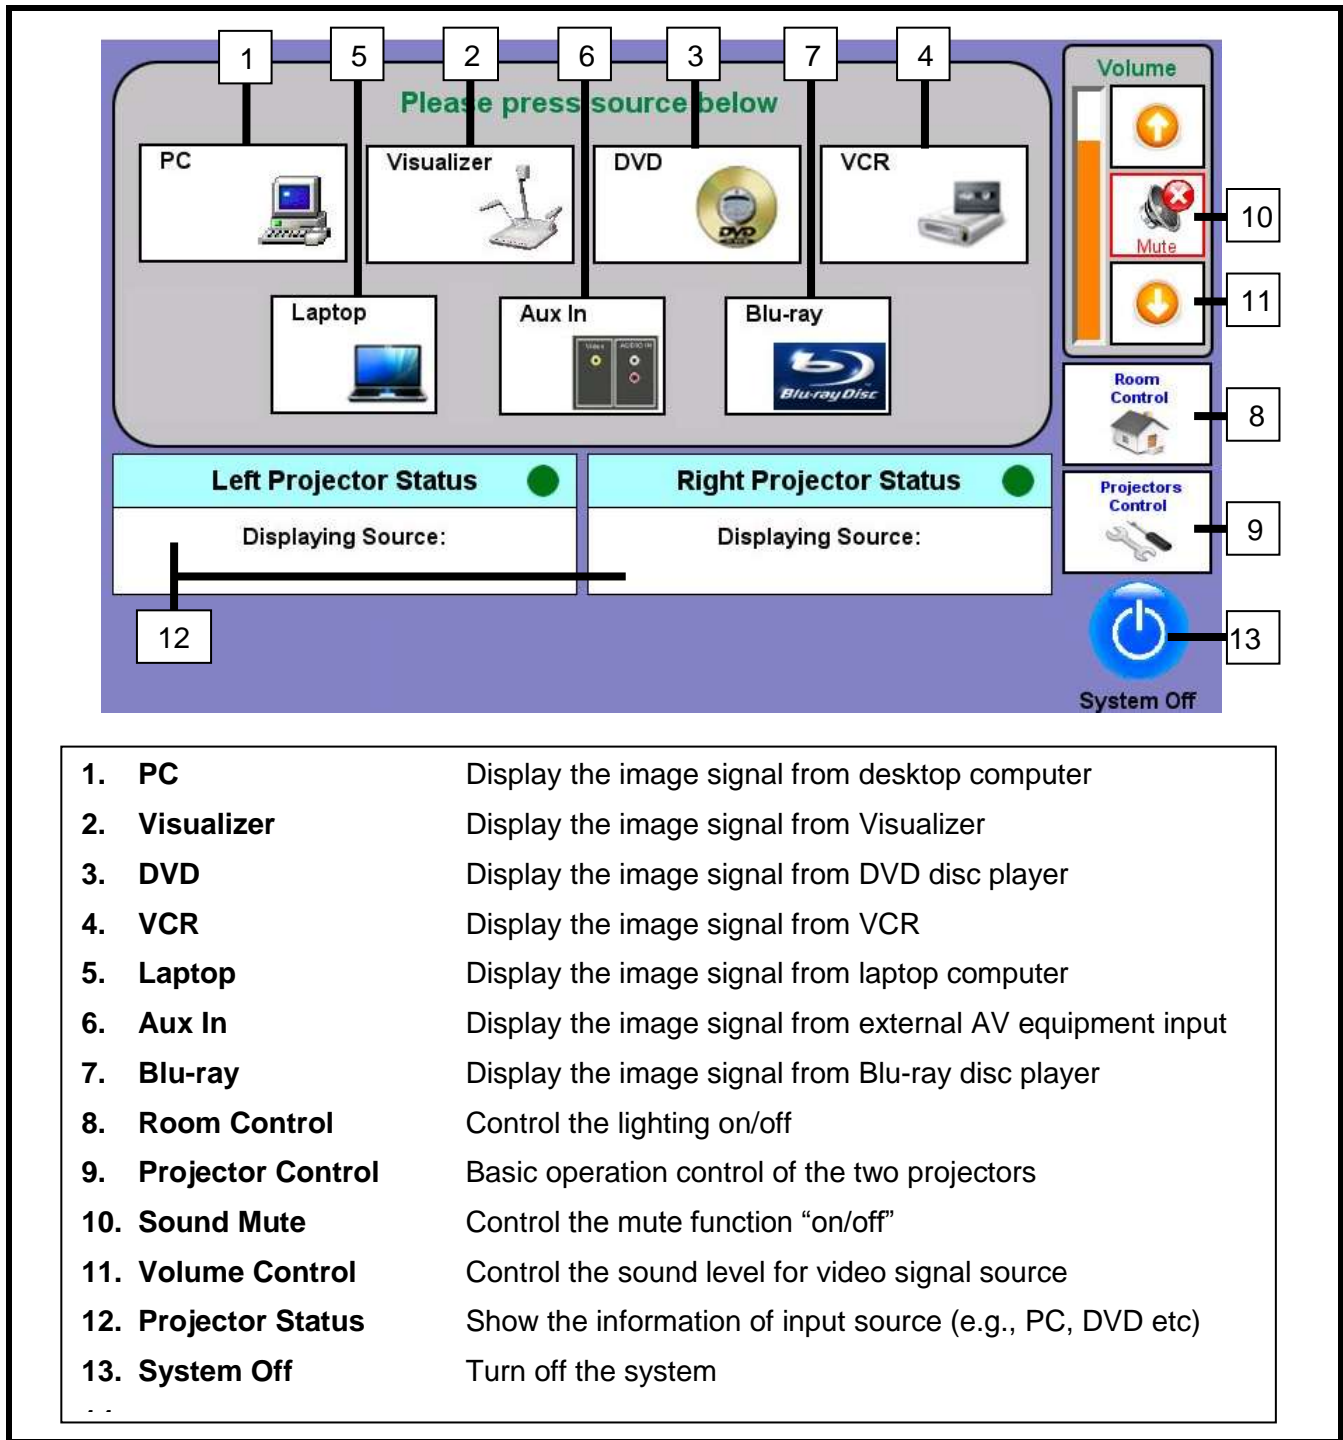 1 5 2 6 3 7 4
Please press source below
Volume
PC Visualizer DVD VCR
DVD
Mute
10
11
Laptop Aux In Blu-ray
Video AUDIO IN
Blu-ray Disc
Room
Control
8
Left Projector Status Right Projector Status
Displaying Source: Displaying Source:
Projectors
Control
9
12
13
System Off
1. PC Display the image signal from desktop computer
2. Visualizer Display the image signal from Visualizer
3. DVD Display the image signal from DVD disc player
4. VCR Display the image signal from VCR
5. Laptop Display the image signal from laptop computer
6. Aux In Display the image signal from external AV equipment input
7. Blu-ray Display the image signal from Blu-ray disc player
8. Room Control Control the lighting on/off
9. Projector Control Basic operation control of the two projectors
10. Sound Mute Control the mute function “on/off”
11. Volume Control Control the sound level for video signal source
12. Projector Status Show the information of input source (e.g., PC, DVD etc)
13. System Off Turn off the system